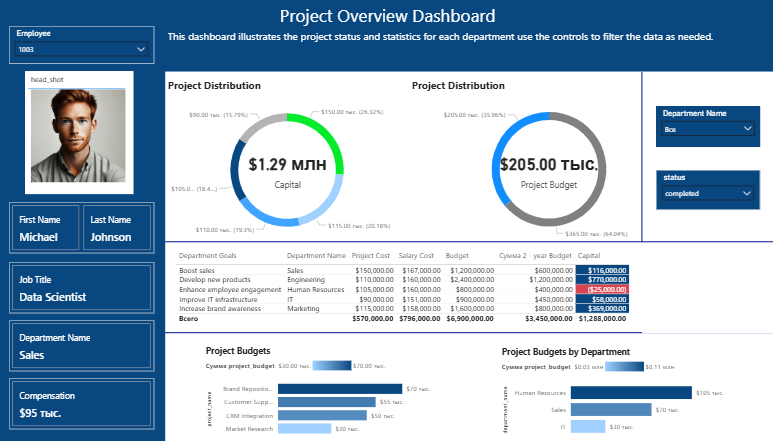 Project Overview Dashboard
This dashboard illustrates the project status and statistics for each department use the controls to filter the data as needed.
Employee
1003
head_shot
First Name
Michael
Last Name
Johnson
Job Title
Data Scientist
Department Name
Sales
Compensation
$95 тыс.
Project Distribution
$90.00 тыс. (15.79%)
$150.00 тыс. (26.32%)
$1.29 млн
Capital
$105.0... (18.4...)
$110.00 тыс. (19.3%)
$115.00 тыс. (20.18%)
Project Distribution
$205.00 тыс. (35.96%)
$205.00 тыс.
Project Budget
$365.00 тыс. (64.04%)
Department Name
Все
status
completed
Department Goals Department Name Project Cost Salary Cost Budget Сумма 2 - year Budget Capital
Boost sales Sales $150,000.00 $167,000.00 $1,200,000.00 $600,000.00 $116,000.00
Develop new products Engineering $110,000.00 $160,000.00 $2,400,000.00 $1,200,000.00 $770,000.00
Enhance employee engagement Human Resources $105,000.00 $160,000.00 $800,000.00 $400,000.00 ($25,000.00)
Improve IT infrastructure IT $90,000.00 $151,000.00 $900,000.00 $450,000.00 $58,000.00
Increase brand awareness Marketing $115,000.00 $158,000.00 $1,600,000.00 $800,000.00 $369,000.00
Всего $570,000.00 $796,000.00 $6,900,000.00 $3,450,000.00 $1,288,000.00
Project Budgets
Сумма project_budget $30.00 тыс. $70.00 тыс.
project_name
Brand Repositio... $70 тыс.
Customer Supp... $55 тыс.
CRM Integration $50 тыс.
Market Research $30 тыс.
Project Budgets by Department
Сумма project_budget $0.03 млн $0.11 млн
department_name
Human Resources $105 тыс.
Sales $70 тыс.
IT $30 тыс.